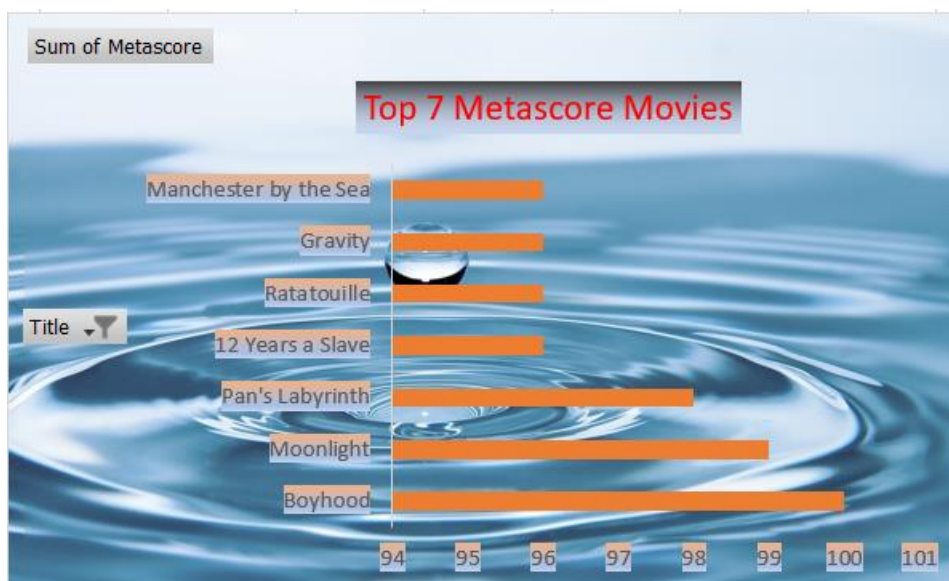 Sum of Metascore
Top 7 Metascore Movies
Manchester by the Sea
Gravity
Ratatouille
Title
12 Years a Slave
Pan's Labyrinth
Moonlight
Boyhood
94 95 96 97 98 99 100 101